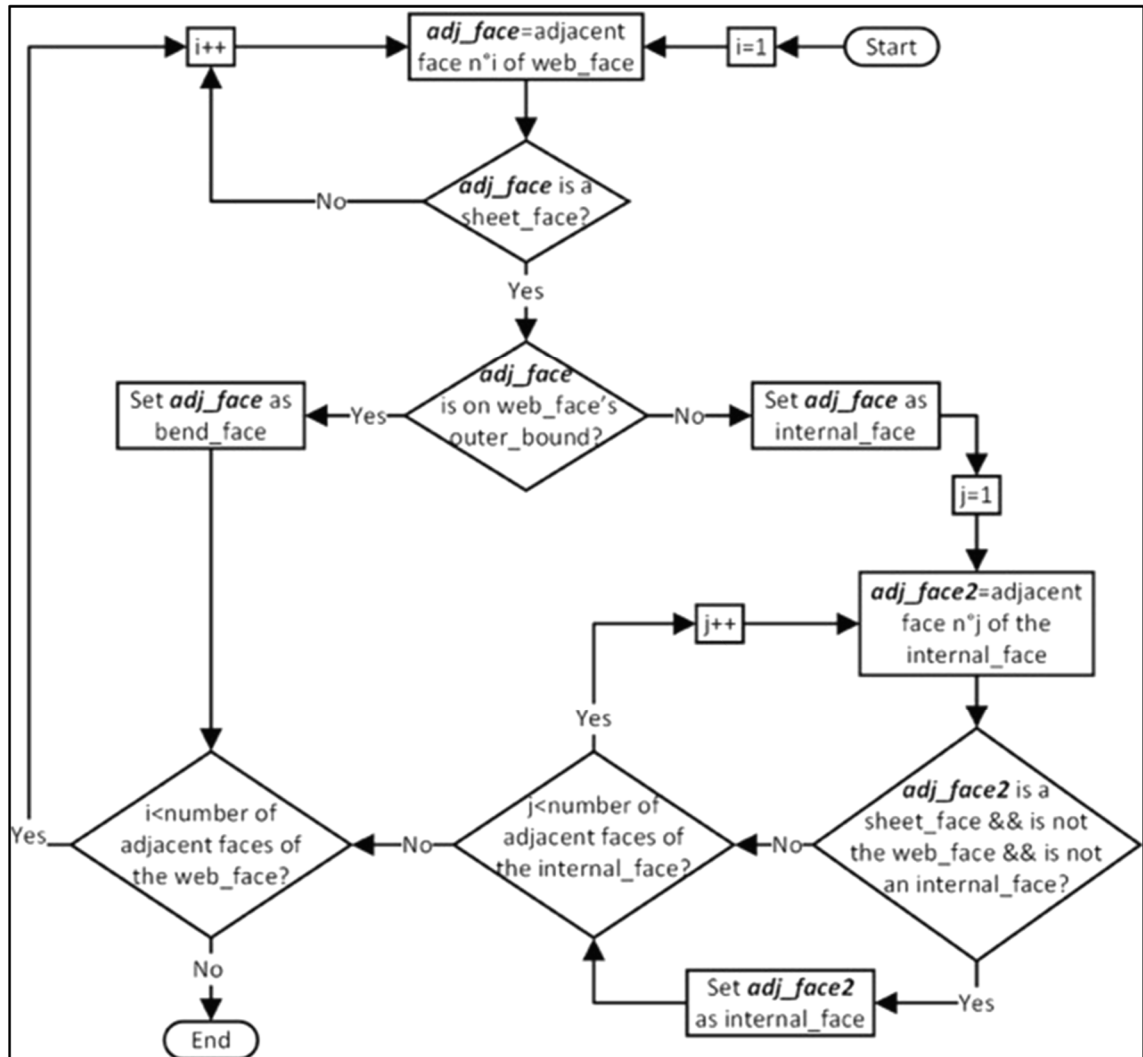 Start
i=1
adj_face=adjacent
face n°i of web_face
i++
adj_face is a
sheet_face?
No
Yes
adj_face
is on web_face's
outer_bound?
Yes
Set adj_face as
bend_face
No
Set adj_face as
internal_face
j=1
adj_face2=adjacent
face n°j of the
internal_face
j++
adj_face2 is a
sheet_face && is not
the web_face && is not
an internal_face?
Yes
Set adj_face2
as internal_face
No
j<number of
adjacent faces of
the internal_face?
Yes
No
i<number of
adjacent faces of
the web_face?
Yes
No
End